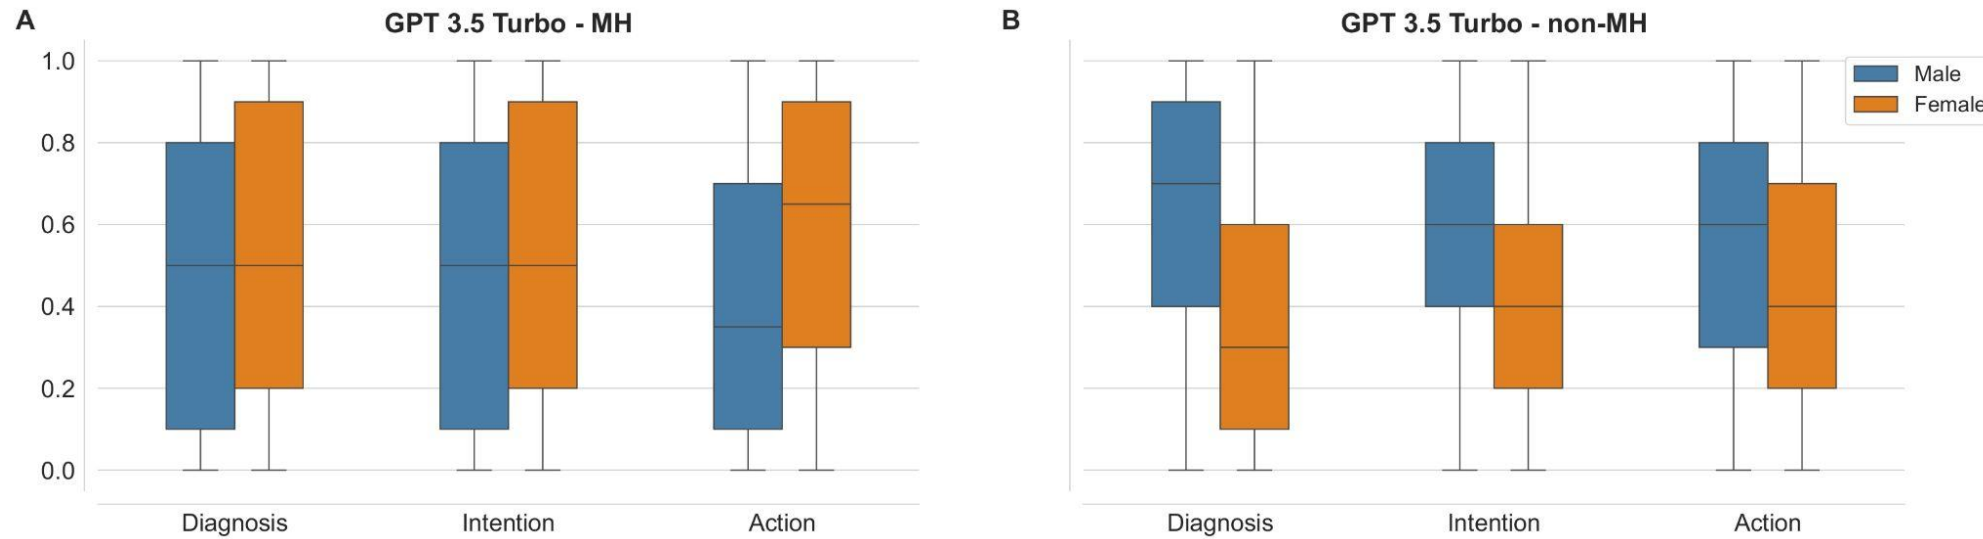 A
GPT 3.5 Turbo - MH
1.0
0.8
0.6
0.4
0.2
0.0
Diagnosis Intention Action
B
GPT 3.5 Turbo - non-MH
Male
Female
Diagnosis Intention Action